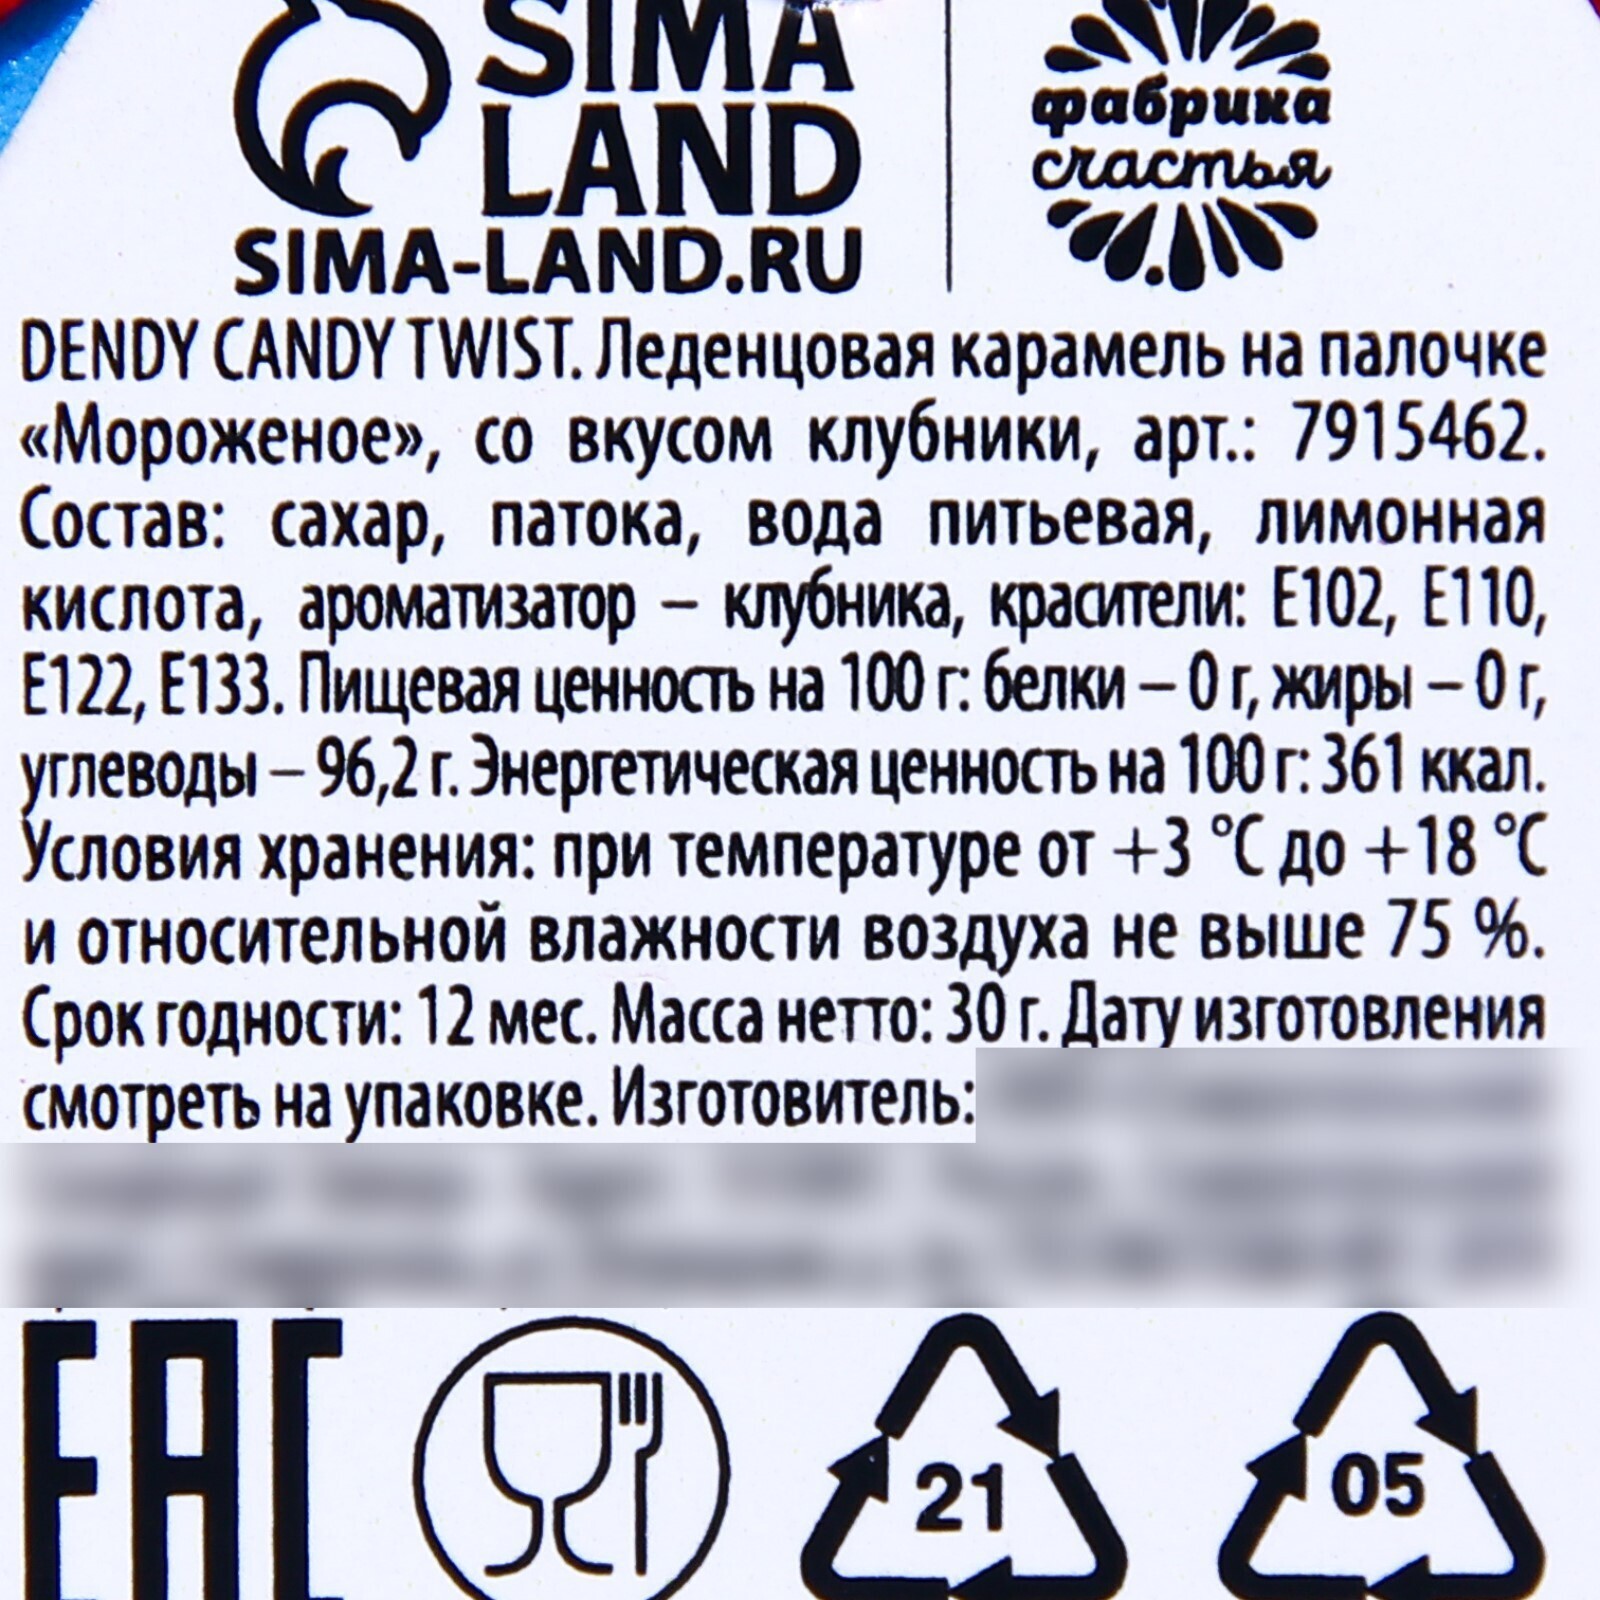 SIMA
LAND
SIMA-LAND.RU
фабрика
счастья
DENDY CANDY TWIST. Леденцовая карамель на палочке
«Мороженое», со вкусом клубники, арт.: 7915462.
Состав: сахар, патока, вода питьевая, лимонная
кислота, ароматизатор – клубника, красители: Е102, Е110,
Е122, Е133. Пищевая ценность на 100 г: белки – 0 г, жиры – 0 г,
углеводы – 96,2 г. Энергетическая ценность на 100 г: 361 ккал.
Условия хранения: при температуре от +3 °С до +18 °С
и относительной влажности воздуха не выше 75 %.
Срок годности: 12 мес. Масса нетто: 30 г. Дату изготовления
смотреть на упаковке. Изготовитель:
EAC
21
05